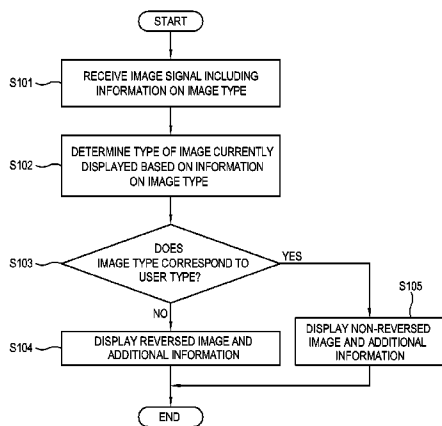 START
S101
RECEIVE IMAGE SIGNAL INCLUDING
INFORMATION ON IMAGE TYPE
S102
DETERMINE TYPE OF IMAGE CURRENTLY
DISPLAYED BASED ON INFORMATION
ON IMAGE TYPE
S103
DOES
IMAGE TYPE CORRESPOND TO
USER TYPE?
YES
NO
S104
DISPLAY REVERSED IMAGE AND
ADDITIONAL INFORMATION
S105
DISPLAY NON-REVERSED
IMAGE AND ADDITIONAL
INFORMATION
END